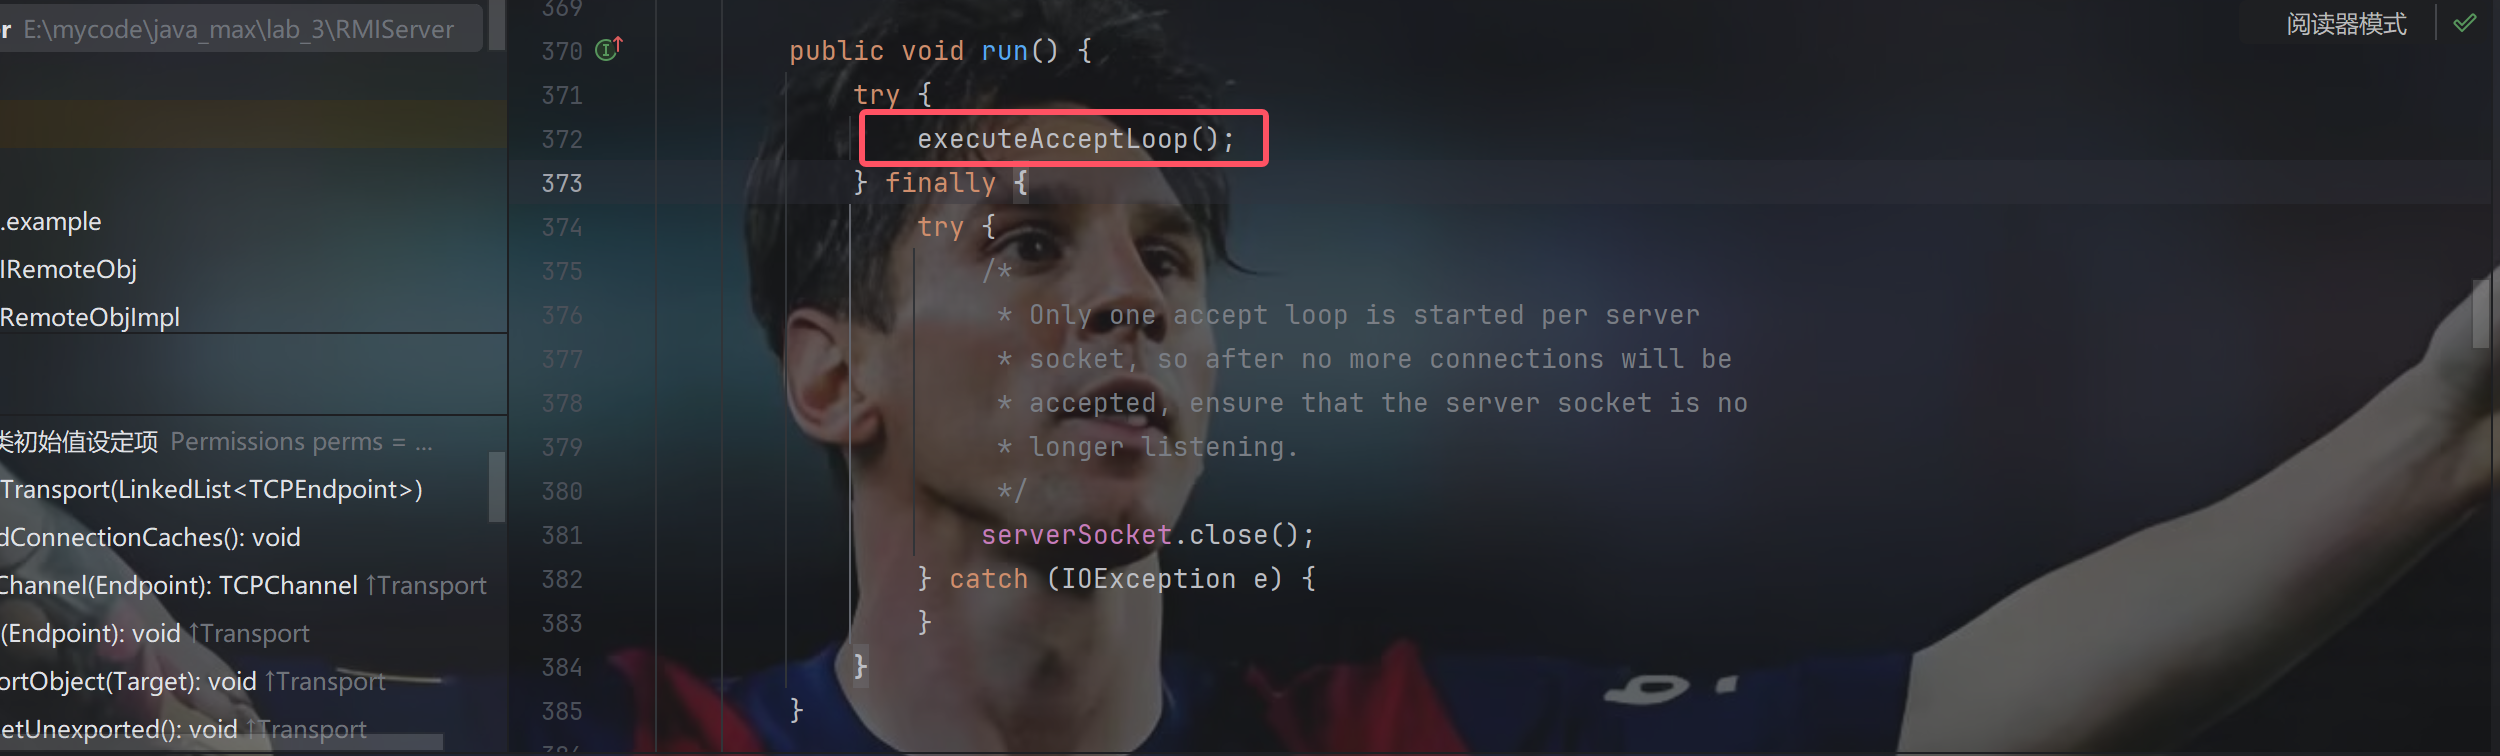 r E:\mycode\java_max\lab_3\RMIServer
.example
IRemoteObj
RemoteObjImpl
类初始值设定项 Permissions perms = ...
Transport(LinkedList<TCPEndpoint>)
dConnectionCaches(): void
Channel(Endpoint): TCPChannel ↑Transport
(Endpoint): void ↑Transport
ortObject(Target): void ↑Transport
etUnexported(): void ↑Transport
阅读器模式
369
370 public void run() {
371 try {
372 executeAcceptLoop();
373 } finally {
374 try {
375 /*
376 * Only one accept loop is started per server
377 * socket, so after no more connections will be
378 * accepted, ensure that the server socket is no
379 * longer listening.
380 */
381 serverSocket.close();
382 } catch (IOException e) {
383 }
384 }
385 }